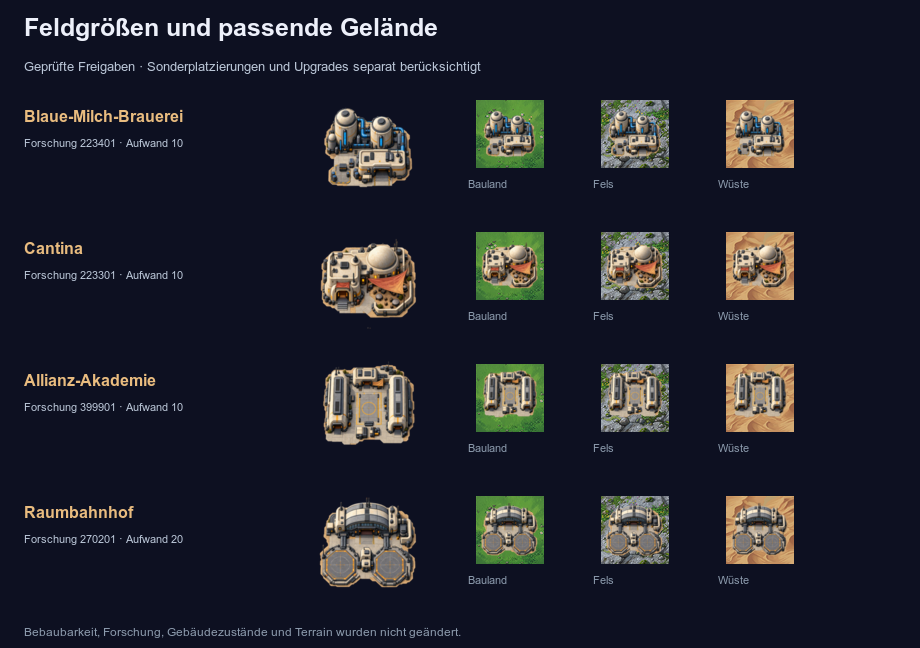 Feldgrößen und passende Gelände
Geprüfte Freigaben · Sonderplatzierungen und Upgrades separat berücksichtigt
Blaue-Milch-Brauerei
Forschung 223401 · Aufwand 10
Bauland
Fels
Wüste
Cantina
Forschung 223301 · Aufwand 10
Bauland
Fels
Wüste
Allianz-Akademie
Forschung 399901 · Aufwand 10
Bauland
Fels
Wüste
Raumbahnhof
Forschung 270201 · Aufwand 20
Bauland
Fels
Wüste
Bebaubarkeit, Forschung, Gebäudezustände und Terrain wurden nicht geändert.